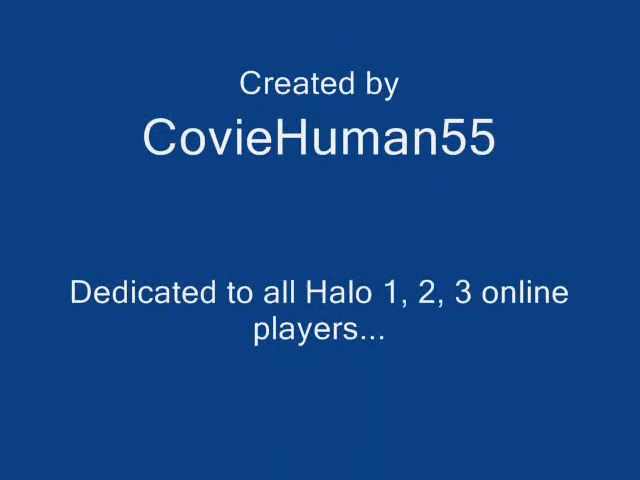 Created by
CovieHuman55
Dedicated to all Halo 1, 2, 3 online
players...